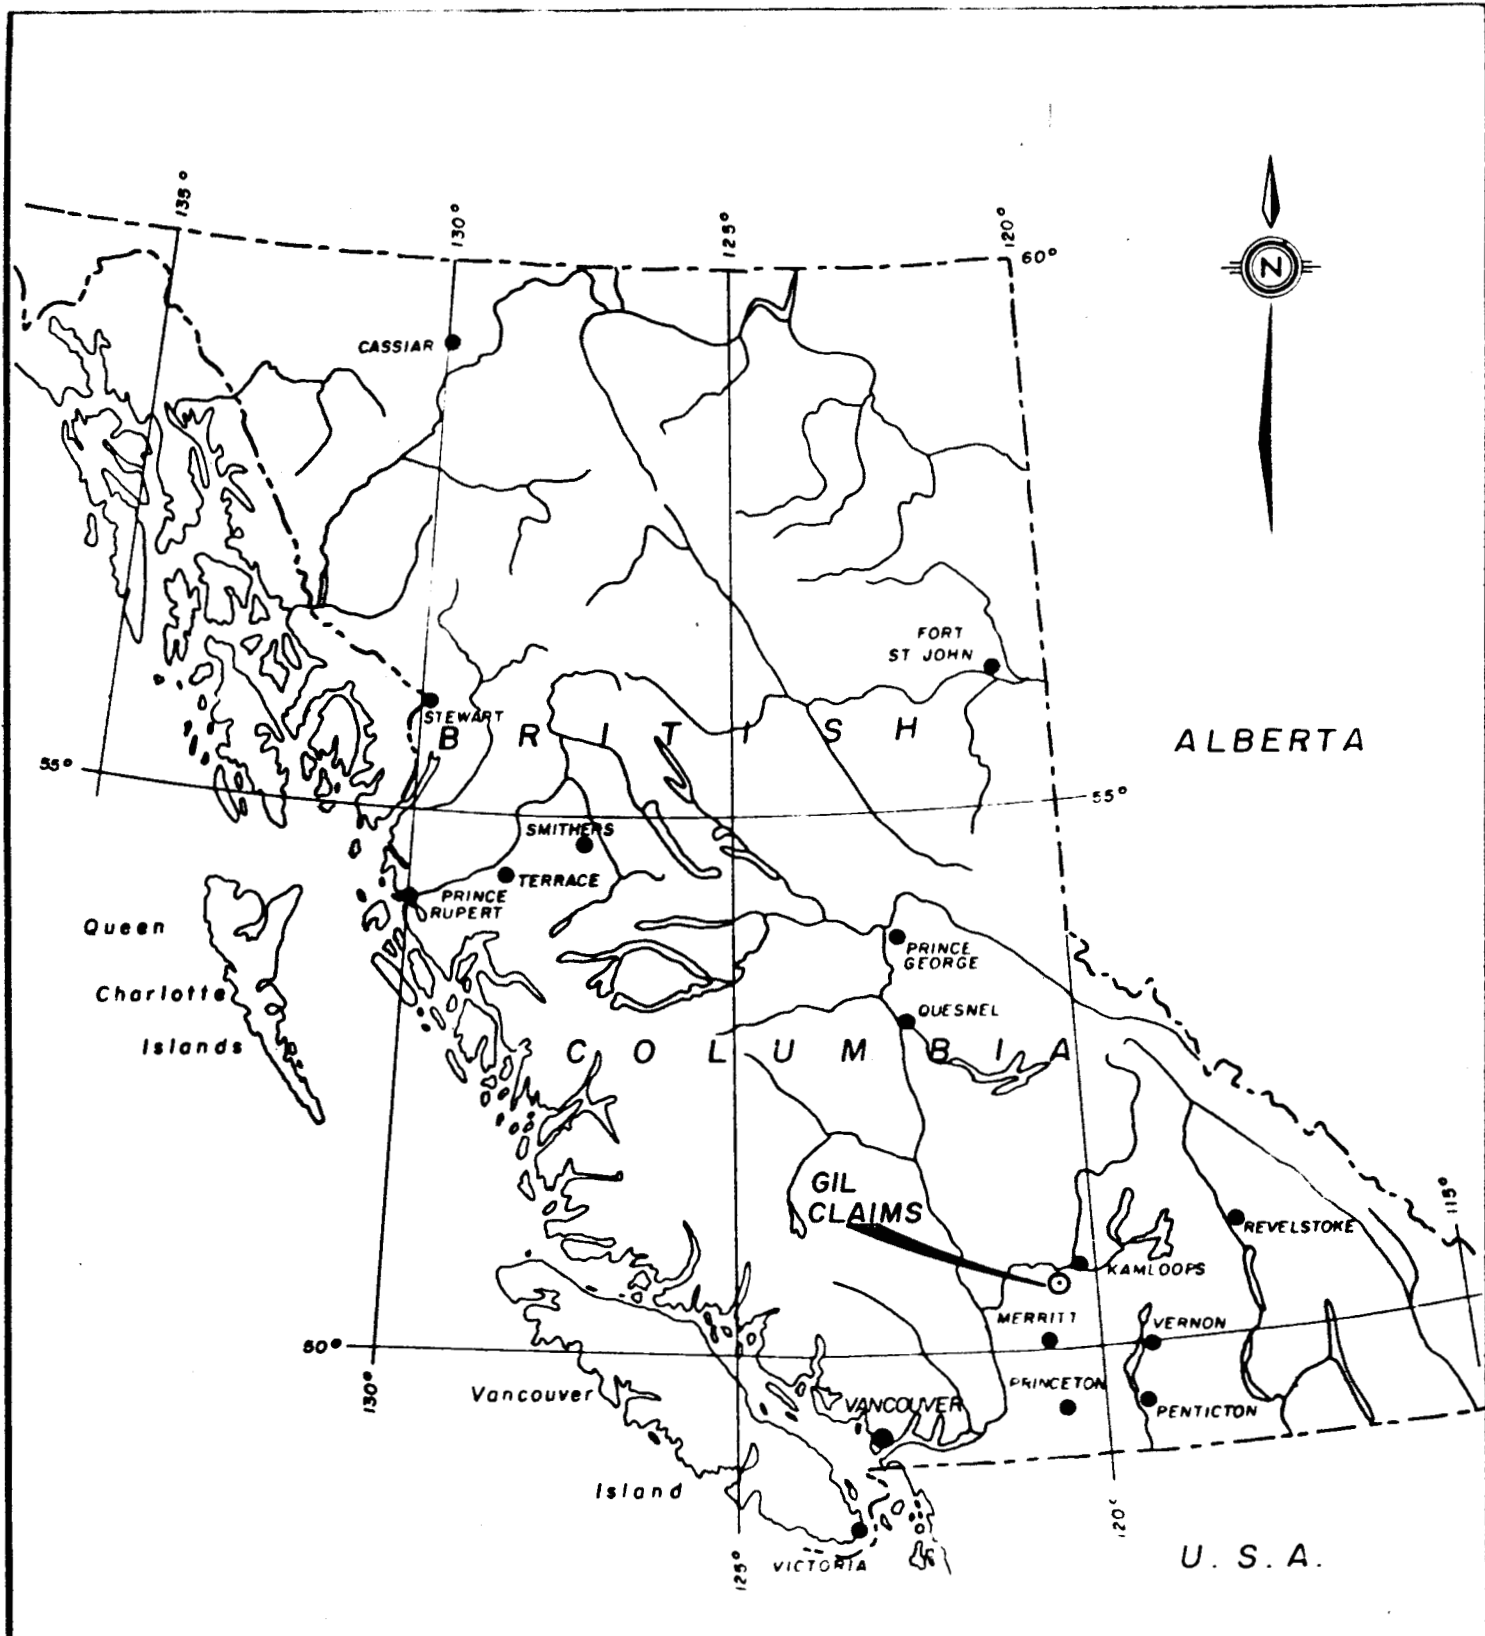 135°
130°
125°
120°
60°
N
CASSIAR
FORT
ST JOHN
STEWART
BRITISH
ALBERTA
55°
55°
SMITHERS
TERRACE
PRINCE
RUPERT
Queen
Charlotte
Islands
PRINCE
GEORGE
QUESNEL
COLUMBIA
GIL
CLAIMS
115°
REVELSTOKE
KAMLOOPS
MERRITT
VERNON
50°
130°
Vancouver
Island
PRINCETON
VANCOUVER
PENTICTON
120°
125°
VICTORIA
U.S.A.